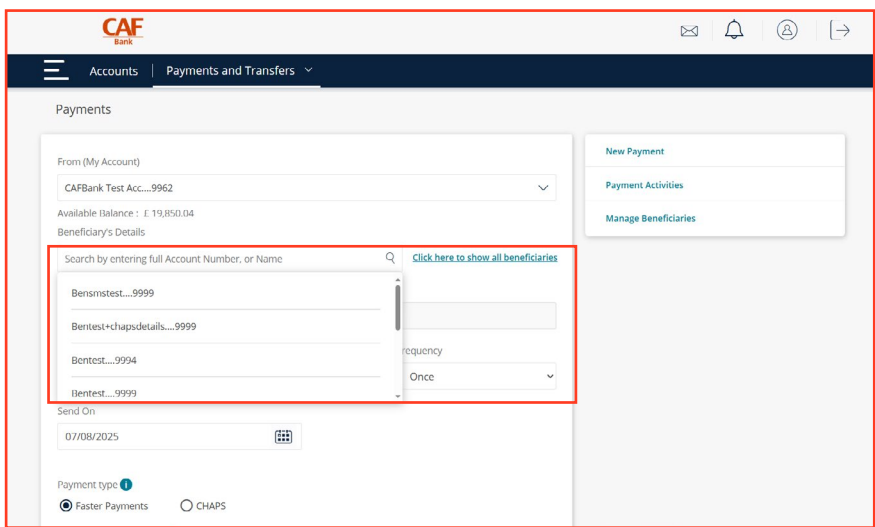 CAF
Bank
Accounts
Payments and Transfers
Payments
From (My Account)
CAFBank Test Acc....9962
Available Balance : £ 19,850.04
Beneficiary's Details
Search by entering full Account Number, or Name
Click here to show all beneficiaries
Bensmstest....9999
Bentest+chapsdetails....9999
Bentest....9994
Bentest....9999
requency
Once
Send On
07/08/2025
Payment type
Faster Payments
CHAPS
New Payment
Payment Activities
Manage Beneficiaries